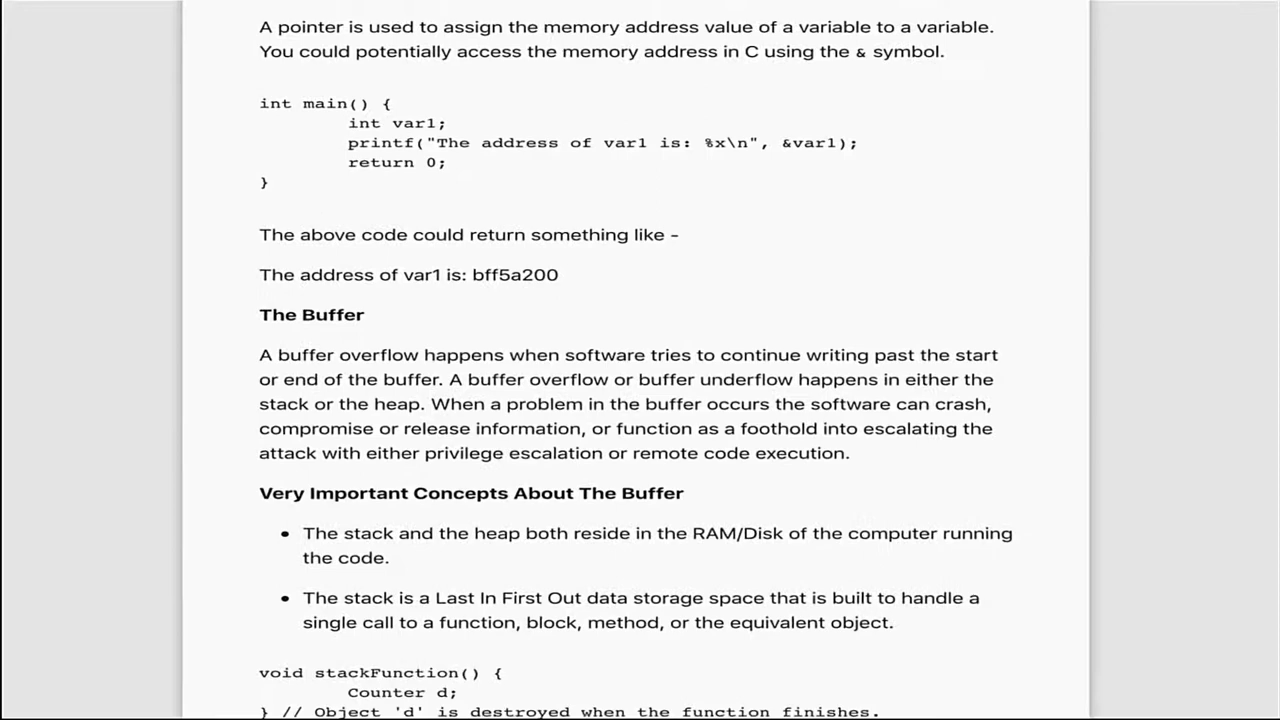 A pointer is used to assign the memory address value of a variable to a variable.
You could potentially access the memory address in C using the & symbol.
int main() {
        int var1;
        printf("The address of var1 is: %x\n", &var1);
        return 0;
}
The above code could return something like -
The address of var1 is: bff5a200
The Buffer
A buffer overflow happens when software tries to continue writing past the start
or end of the buffer. A buffer overflow or buffer underflow happens in either the
stack or the heap. When a problem in the buffer occurs the software can crash,
compromise or release information, or function as a foothold into escalating the
attack with either privilege escalation or remote code execution.
Very Important Concepts About The Buffer
• The stack and the heap both reside in the RAM/Disk of the computer running
the code.
• The stack is a Last In First Out data storage space that is built to handle a
single call to a function, block, method, or the equivalent object.
void stackFunction() {
        Counter d;
} // Object 'd' is destroyed when the function finishes.